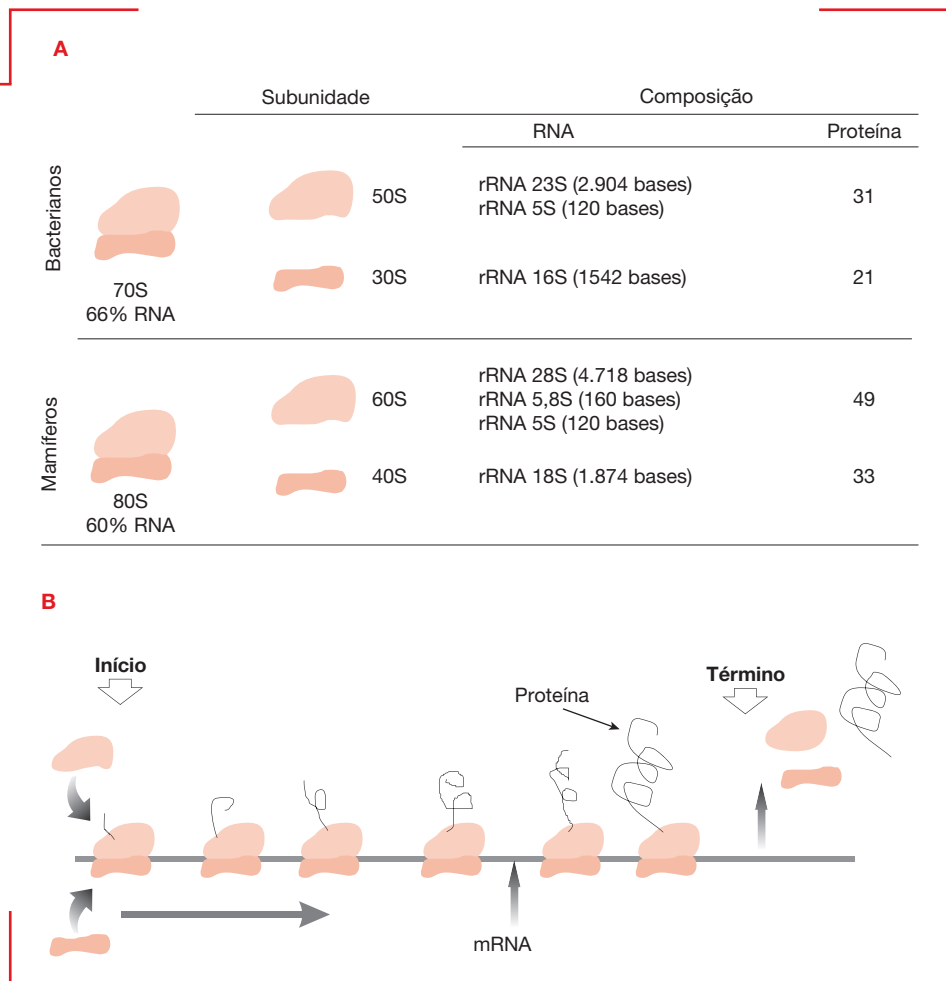 A
Subunidade Composição
RNA Proteína
Bacterianos
50S rRNA 23S (2.904 bases) 31
rRNA 5S (120 bases)
30S rRNA 16S (1542 bases) 21
70S
66% RNA
Mamíferos
rRNA 28S (4.718 bases)
60S rRNA 5,8S (160 bases) 49
rRNA 5S (120 bases)
40S rRNA 18S (1.874 bases) 33
80S
60% RNA
B
Início
Término
Proteína
mRNA